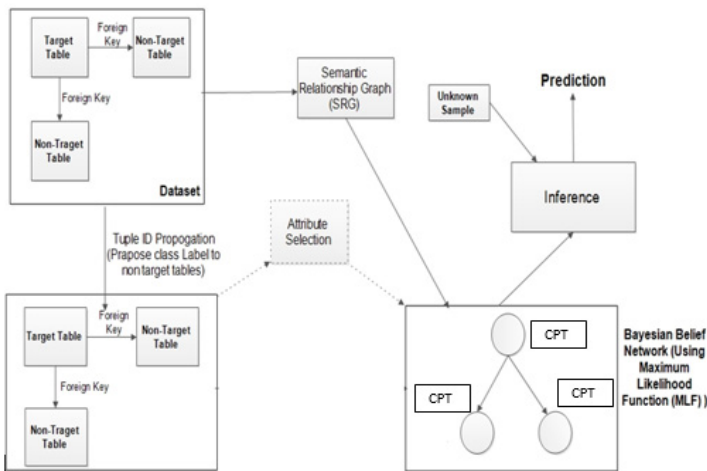 Target
Table
Foreign
Key
Non-Target
Table
Foreign Key
Non-Traget
Table
Dataset
Semantic
Relationship Graph
(SRG)
Unknown
Sample
Prediction
Inference
Tuple ID Propogation
(Prapose class Label to
non target tables)
Attribute
Selection
Target Table
Foreign
Key
Non-Target
Table
Foreign Key
Non-Traget
Table
CPT
CPT
CPT
Bayesian Belief
Network (Using
Maximum
Likelihood
Function (MLF) )